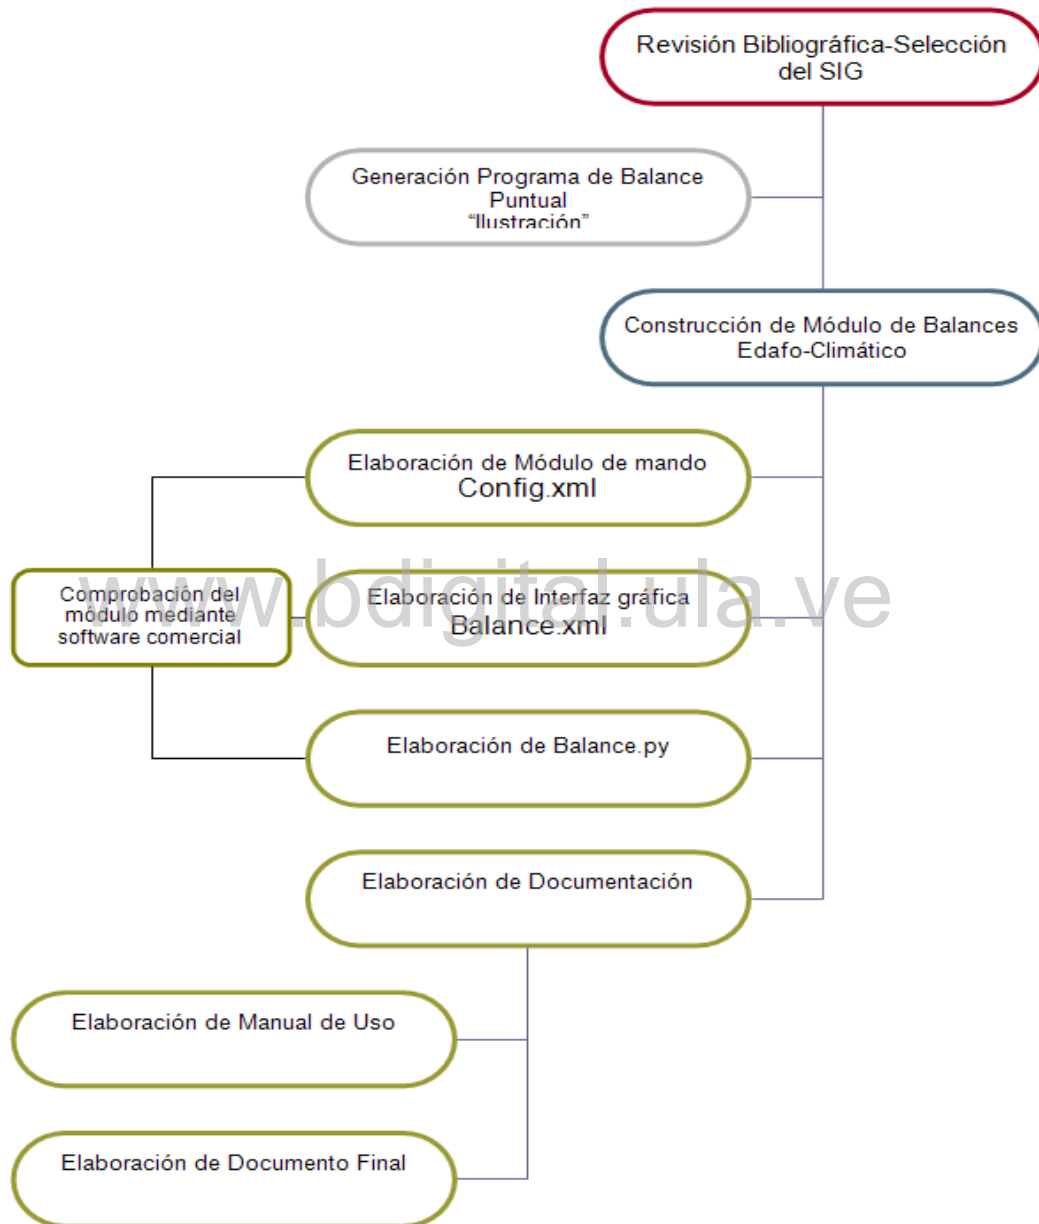 Revisión Bibliográfica-Selección
del SIG
Generación Programa de Balance
Puntual
“Ilustración”
Construcción de Módulo de Balances
Edafo-Climático
Elaboración de Módulo de mando
Config.xml
Comprobación del
módulo mediante
software comercial
Elaboración de Interfaz gráfica
Balance.xml
www.bdigital.ula.ve
Elaboración de Balance.py
Elaboración de Documentación
Elaboración de Manual de Uso
Elaboración de Documento Final